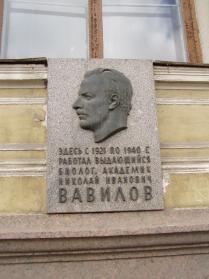 ЗДЕСЬ С 1921 ПО 1940 Г.
РАБОТАЛ ВЫДАЮЩИЙСЯ
БИОЛОГ, АКАДЕМИК
НИКОЛАЙ ИВАНОВИЧ
ВАВИЛОВ